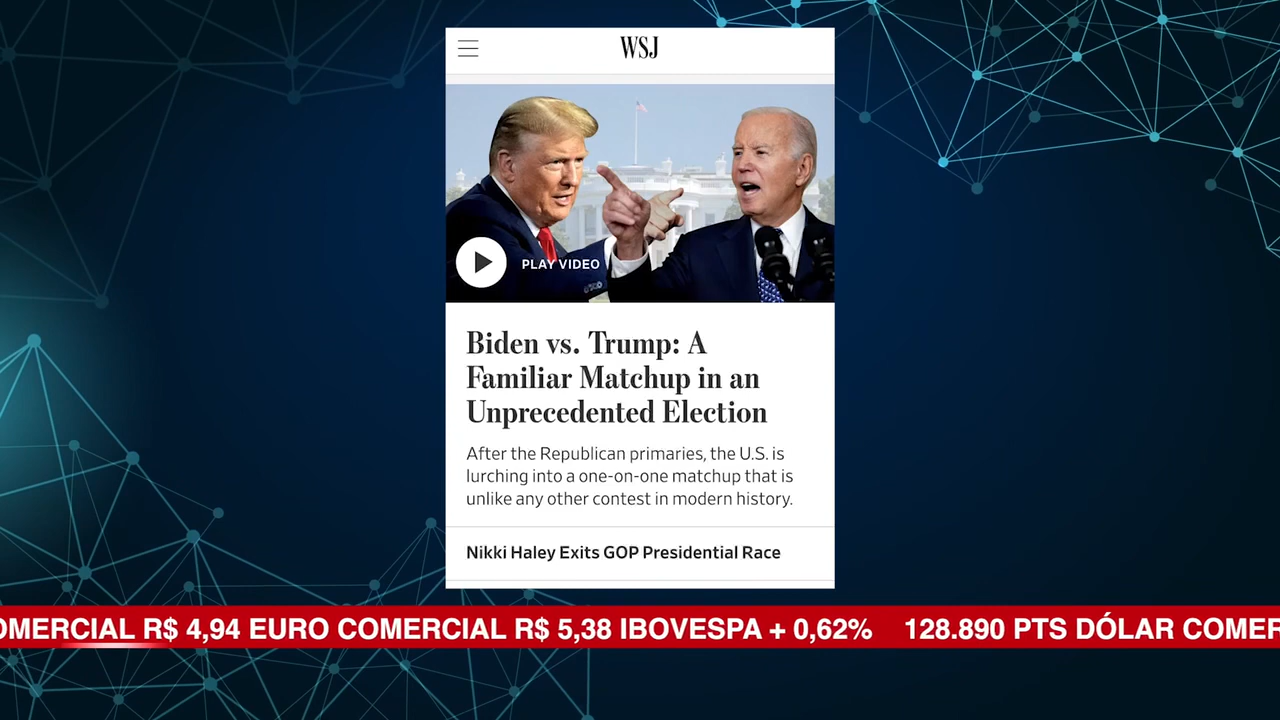 WSJ
PLAY VIDEO
Biden vs. Trump: A
Familiar Matchup in an
Unprecedented Election
After the Republican primaries, the U.S. is
lurching into a one-on-one matchup that is
unlike any other contest in modern history.
Nikki Haley Exits GOP Presidential Race
OMERCIAL R$ 4,94 EURO COMERCIAL R$ 5,38 IBOVESPA + 0,62% 128.890 PTS DÓLAR COMER